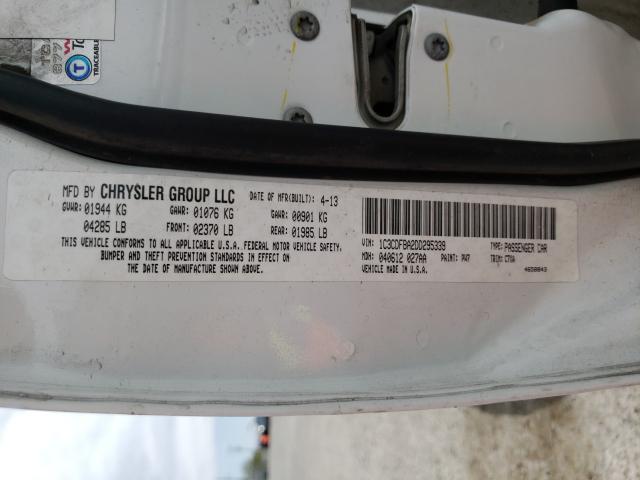 TRACEABLE
MFD BY CHRYSLER GROUP LLC
DATE OF MFR(BUILT): 4-13
GVWR: 01944 KG
GAWR: 01076 KG
GAWR: 00901 KG
04285 LB
FRONT: 02370 LB
REAR: 01985 LB
THIS VEHICLE CONFORMS TO ALL APPLICABLE U.S.A. FEDERAL MOTOR VEHICLE SAFETY,
BUMPER AND THEFT PREVENTION STANDARDS IN EFFECT ON
THE DATE OF MANUFACTURE SHOWN ABOVE.
VIN: 1C3CDFBA2DD295339
TYPE: PASSENGER CAR
MDH: 040612 027AA
PAINT: PW7
TRIM: C7XA
VEHICLE MADE IN U.S.A.
4658843